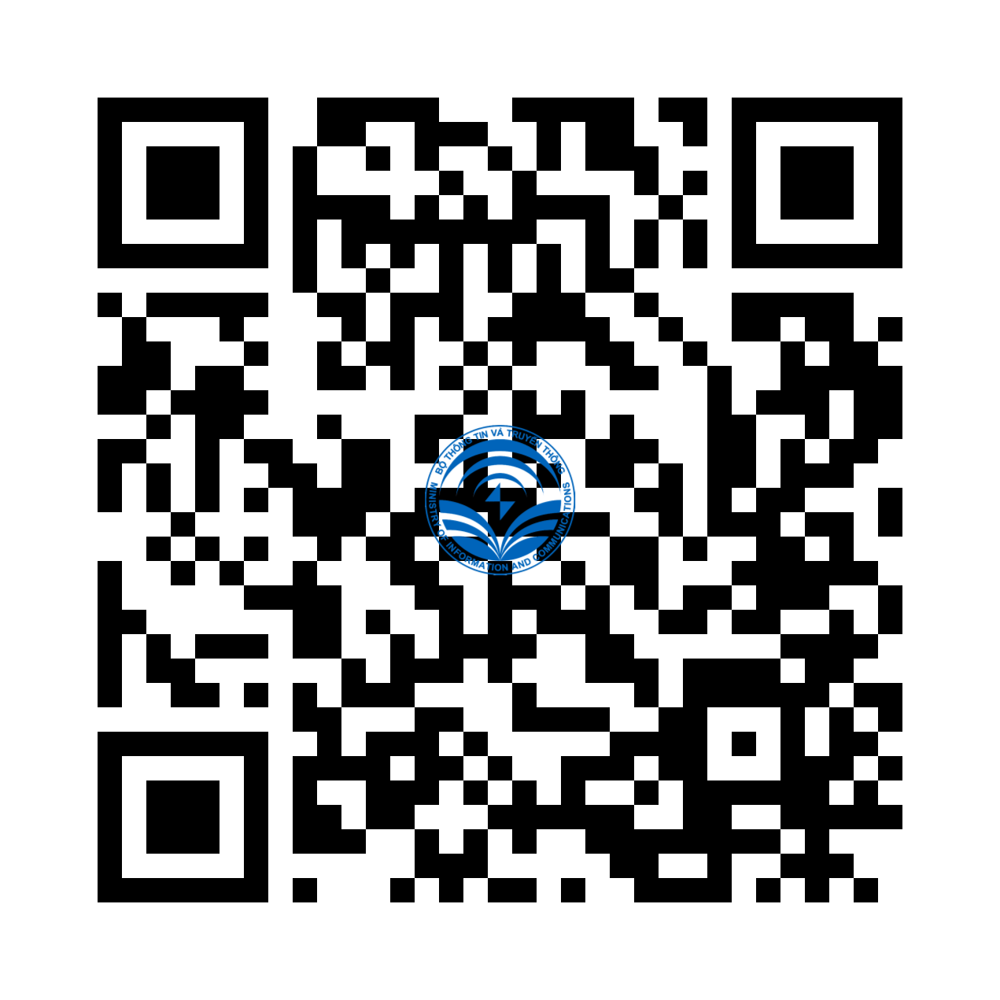 BỘ THÔNG TIN VÀ TRUYỀN THÔNG
MINISTRY OF INFORMATION AND COMMUNICATIONS